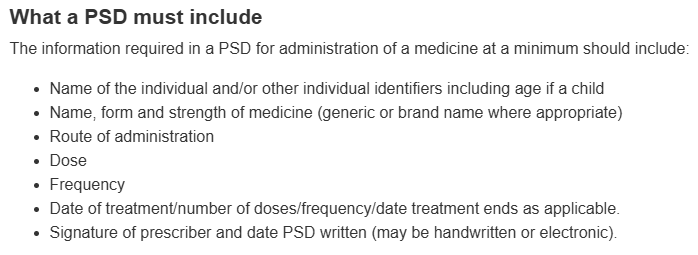 What a PSD must include
The information required in a PSD for administration of a medicine at a minimum should include:
• Name of the individual and/or other individual identifiers including age if a child
• Name, form and strength of medicine (generic or brand name where appropriate)
• Route of administration
• Dose
• Frequency
• Date of treatment/number of doses/frequency/date treatment ends as applicable.
• Signature of prescriber and date PSD written (may be handwritten or electronic).